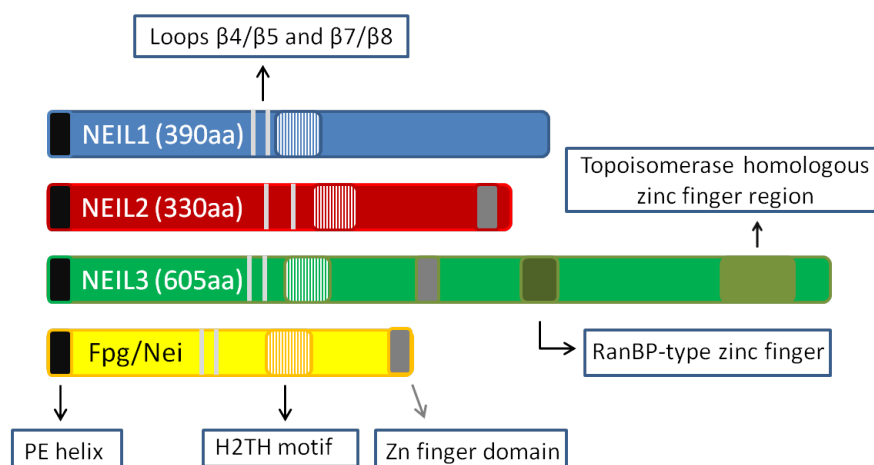 Loops β4/β5 and β7/β8
NEIL1 (390aa)
Topoisomerase homologous
zinc finger region
NEIL2 (330aa)
NEIL3 (605aa)
Fpg/Nei
RanBP-type zinc finger
PE helix
H2TH motif
Zn finger domain